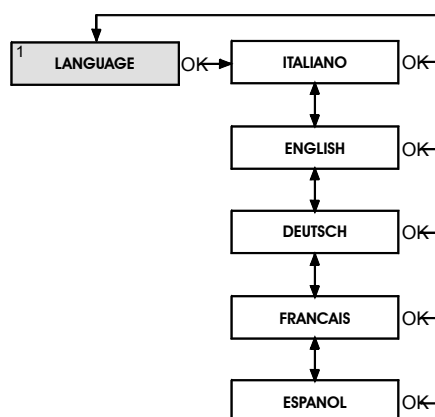 1
LANGUAGE OK ITALIANO OK
ENGLISH OK
DEUTSCH OK
FRANCAIS OK
ESPANOL OK